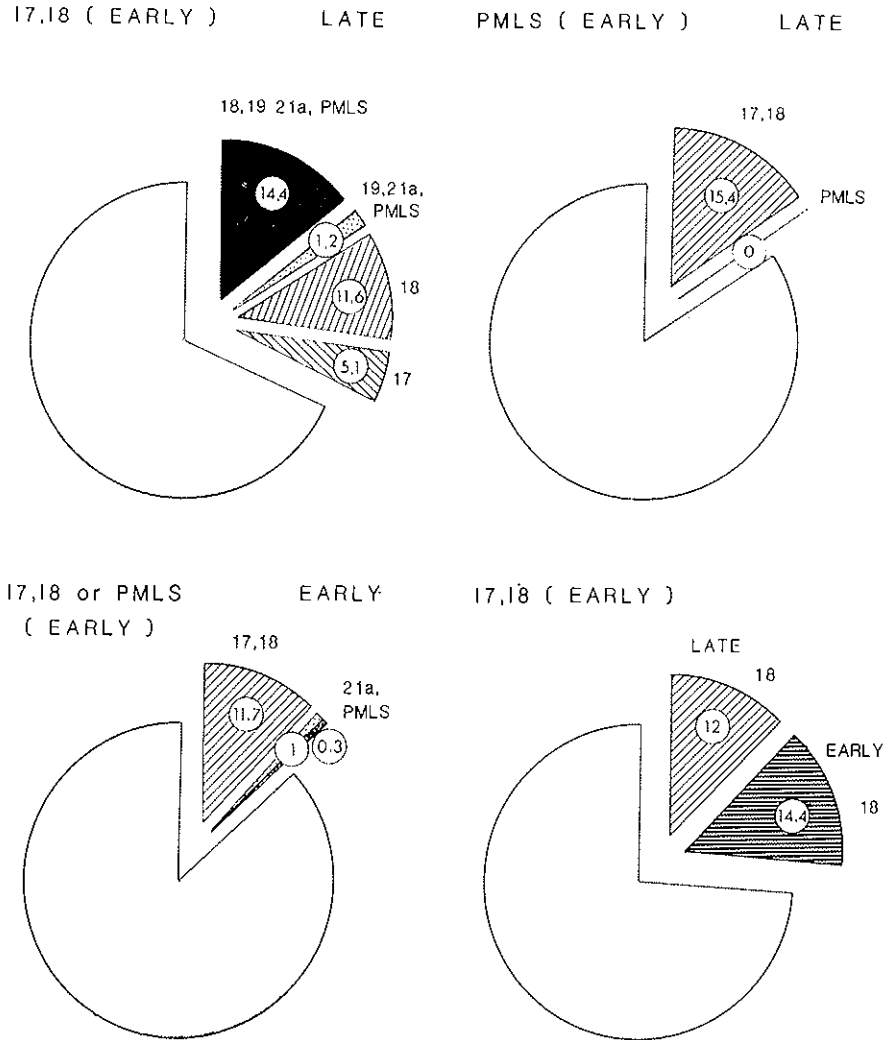 17,18 ( EARLY ) LATE
18,19 21a, PMLS
14,4
19,21a,
PMLS
1,2
18
11,6
5,1
17
PMLS ( EARLY ) LATE
17,18
15,4
PMLS
0
17,18 or PMLS EARLY
( EARLY )
17,18
11,7
21a,
PMLS
1
0.3
17,18 ( EARLY )
LATE
18
12
EARLY
14,4
18